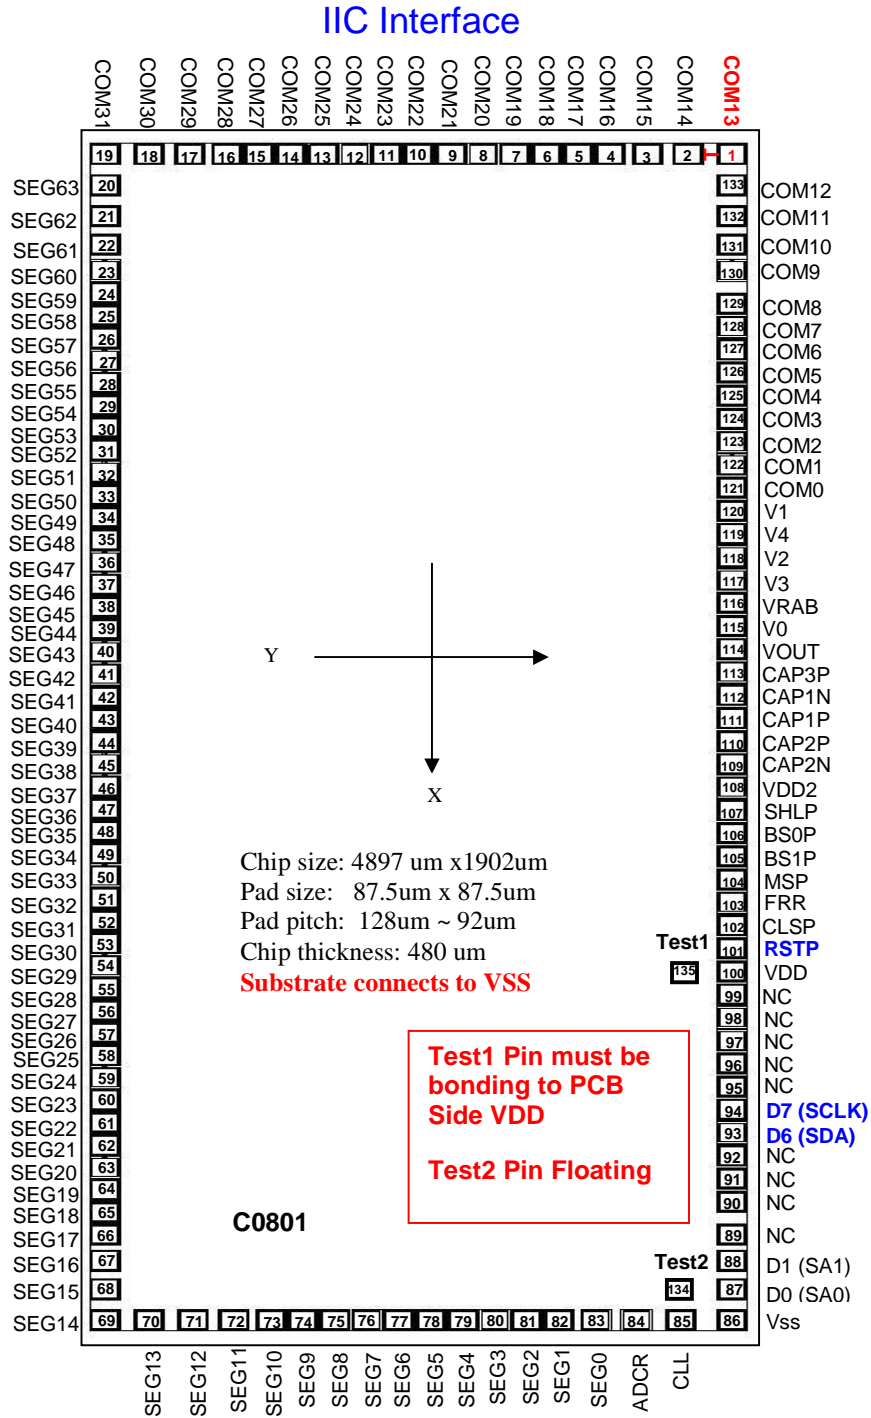 IIC Interface
COM31 COM30 COM29 COM28 COM27 COM26 COM25 COM24 COM23 COM22 COM21 COM20 COM19 COM18 COM17 COM16 COM15 COM14 COM13
19 18 17 16 15 14 13 12 11 10 9 8 7 6 5 4 3 2 1
SEG63 20 133 COM12
SEG62 21 132 COM11
SEG61 22 131 COM10
SEG60 23 130 COM9
SEG59 24 129 COM8
SEG58 25 128 COM7
SEG57 26 127 COM6
SEG56 27 126 COM5
SEG55 28 125 COM4
SEG54 29 124 COM3
SEG53 30 123 COM2
SEG52 31 122 COM1
SEG51 32 121 COM0
SEG50 33 120 V1
SEG49 34 119 V4
SEG48 35 118 V2
SEG47 36 117 V3
SEG46 37 116 VRAB
SEG45 38 115 V0
SEG44 39 114 VOUT
SEG43 40 113 CAP3P
SEG42 41 112 CAP1N
SEG41 42 111 CAP1P
SEG40 43 110 CAP2P
SEG39 44 109 CAP2N
SEG38 45 108 VDD2
SEG37 46 107 SHLP
SEG36 47 106 BS0P
SEG35 48 105 BS1P
SEG34 49 104 MSP
SEG33 50 103 FRR
SEG32 51 102 CLSP
SEG31 52 101 RSTP
SEG30 53 100 VDD
SEG29 54 99 NC
SEG28 55 98 NC
SEG27 56 97 NC
SEG26 57 96 NC
SEG25 58 95 NC
SEG24 59 94 D7 (SCLK)
SEG23 60 93 D6 (SDA)
SEG22 61 92 NC
SEG21 62 91 NC
SEG20 63 90 NC
SEG19 64 89 NC
SEG18 65 88 D1 (SA1)
SEG17 66 87 D0 (SA0)
SEG16 67
SEG15 68
SEG14 69 70 71 72 73 74 75 76 77 78 79 80 81 82 83 84 85 86 Vss
SEG13 SEG12 SEG11 SEG10 SEG9 SEG8 SEG7 SEG6 SEG5 SEG4 SEG3 SEG2 SEG1 SEG0 ADCR CLL
Y
X
Chip size: 4897 um x1902um
Pad size: 87.5um x 87.5um
Pad pitch: 128um ~ 92um
Chip thickness: 480 um
Substrate connects to VSS
Test1
135
Test1 Pin must be
bonding to PCB
Side VDD
Test2 Pin Floating
C0801
Test2
134